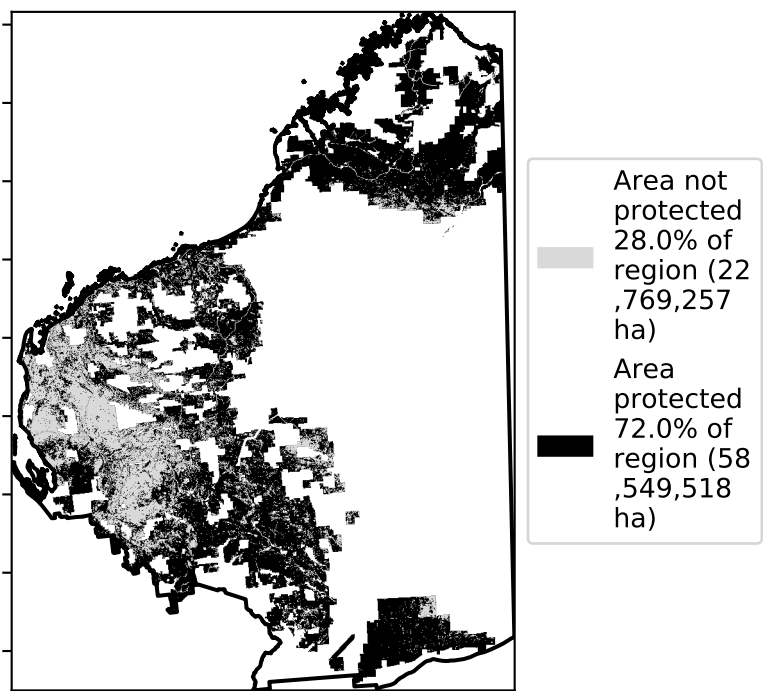 Area not
protected
28.0% of
region (22
,769,257
ha)
Area
protected
72.0% of
region (58
,549,518
ha)